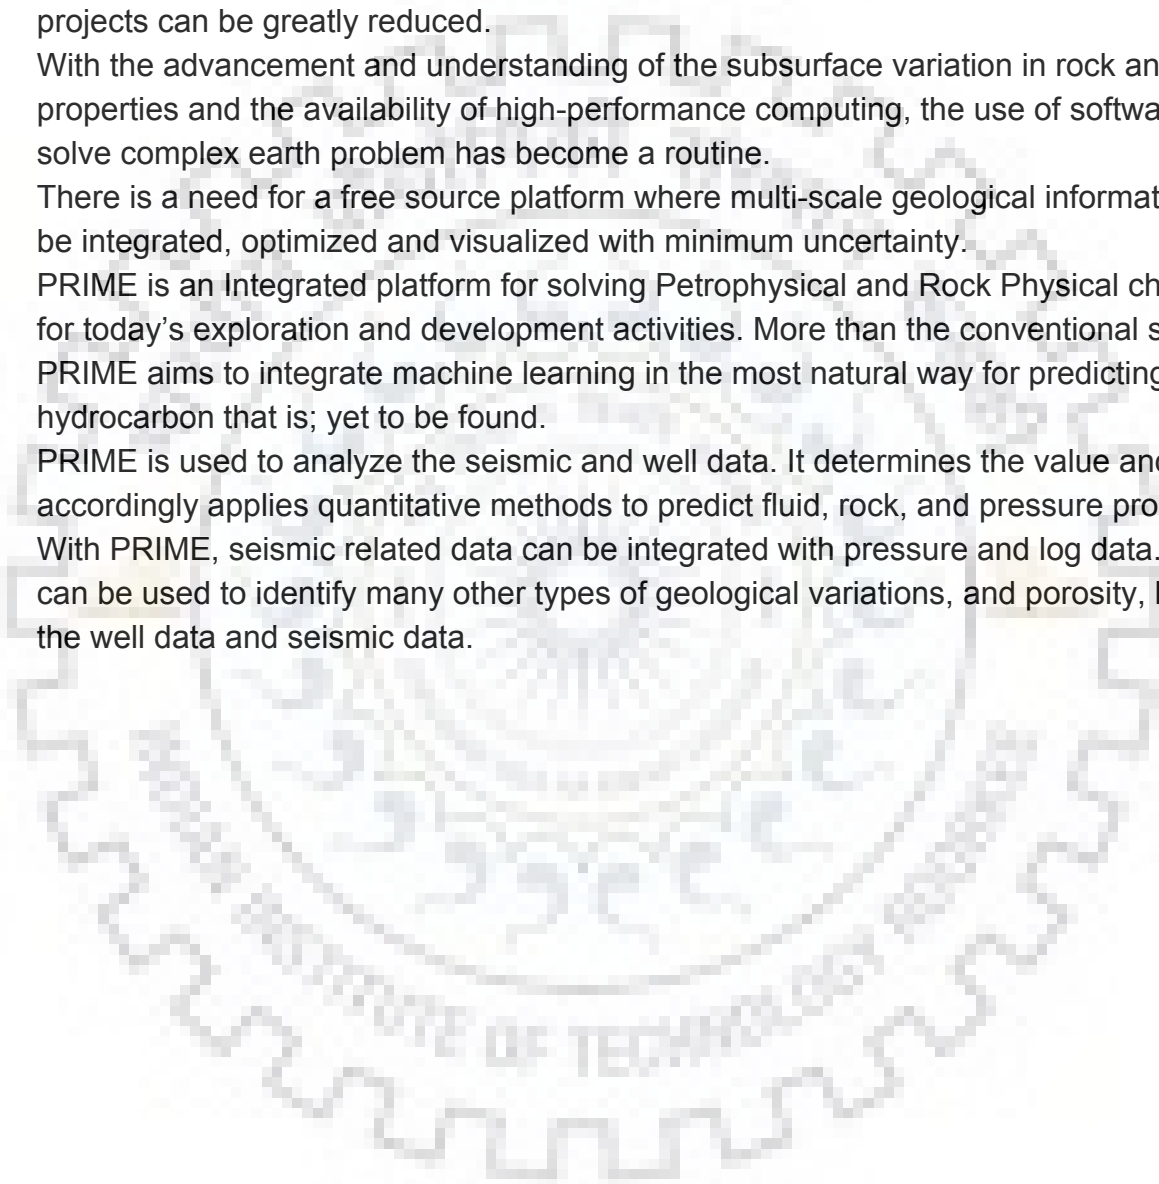 projects can be greatly reduced.
With the advancement and understanding of the subsurface variation in rock an
properties and the availability of high-performance computing, the use of softwa
solve complex earth problem has become a routine.
There is a need for a free source platform where multi-scale geological informat
be integrated, optimized and visualized with minimum uncertainty.
PRIME is an Integrated platform for solving Petrophysical and Rock Physical ch
for today's exploration and development activities. More than the conventional s
PRIME aims to integrate machine learning in the most natural way for predicting
hydrocarbon that is; yet to be found.
PRIME is used to analyze the seismic and well data. It determines the value and
accordingly applies quantitative methods to predict fluid, rock, and pressure pro
With PRIME, seismic related data can be integrated with pressure and log data.
can be used to identify many other types of geological variations, and porosity,
the well data and seismic data.
INSTITUTE OF TECHNOLOGY ROORKEE